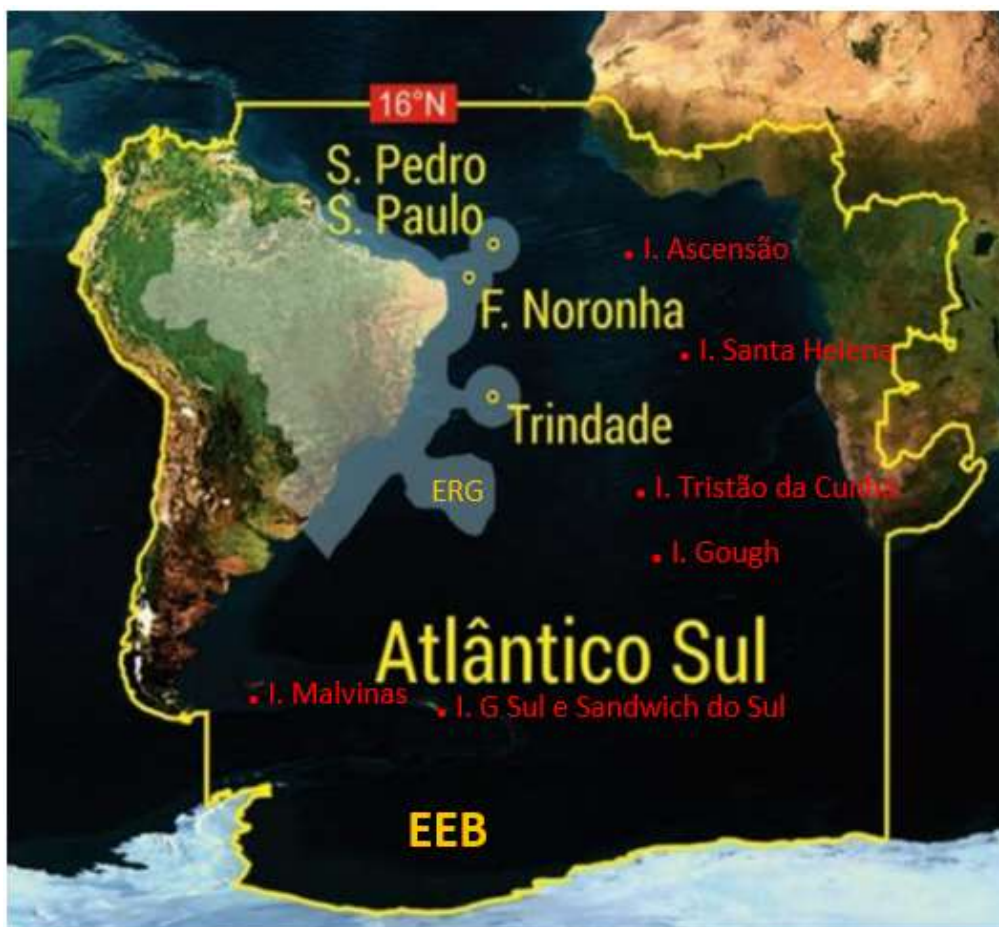 16°N
S. Pedro
S. Paulo
I. Ascensão
F. Noronha
I. Santa Helena
Trindade
ERG
I. Tristão da Cunha
I. Gough
Atlântico Sul
I. Malvinas
I. G Sul e Sandwich do Sul
EEB